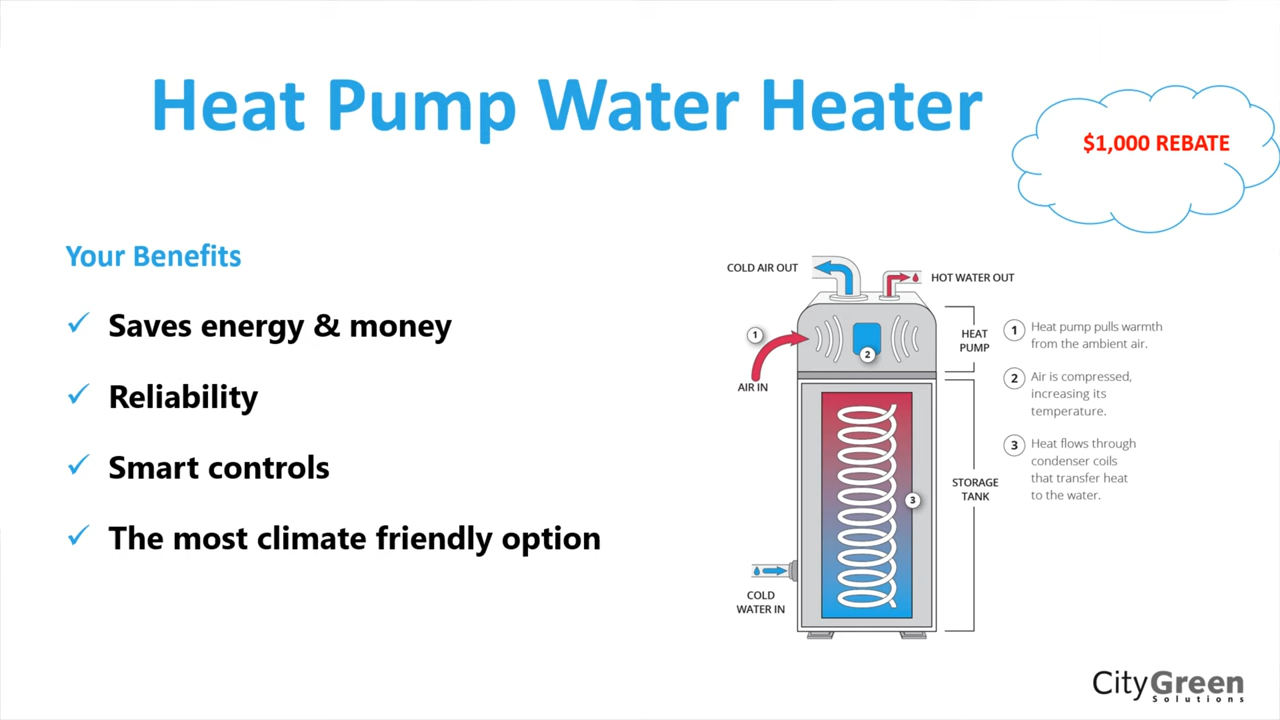 Heat Pump Water Heater
$1,000 REBATE
Your Benefits
✓ Saves energy & money
✓ Reliability
✓ Smart controls
✓ The most climate friendly option
COLD AIR OUT
HOT WATER OUT
1
2
AIR IN
HEAT
PUMP
3
STORAGE
TANK
COLD
WATER IN
1 Heat pump pulls warmth
from the ambient air.
2 Air is compressed,
increasing its
temperature.
3 Heat flows through
condenser coils
that transfer heat
to the water.
CityGreen
Solutions